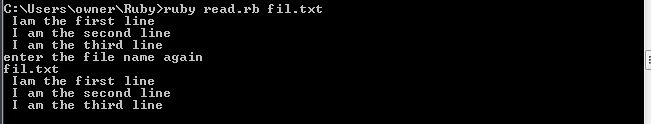 C:\Users\owner\Ruby>ruby read.rb fil.txt
Iam the first line
I am the second line
I am the third line
enter the file name again
fil.txt
Iam the first line
I am the second line
I am the third line